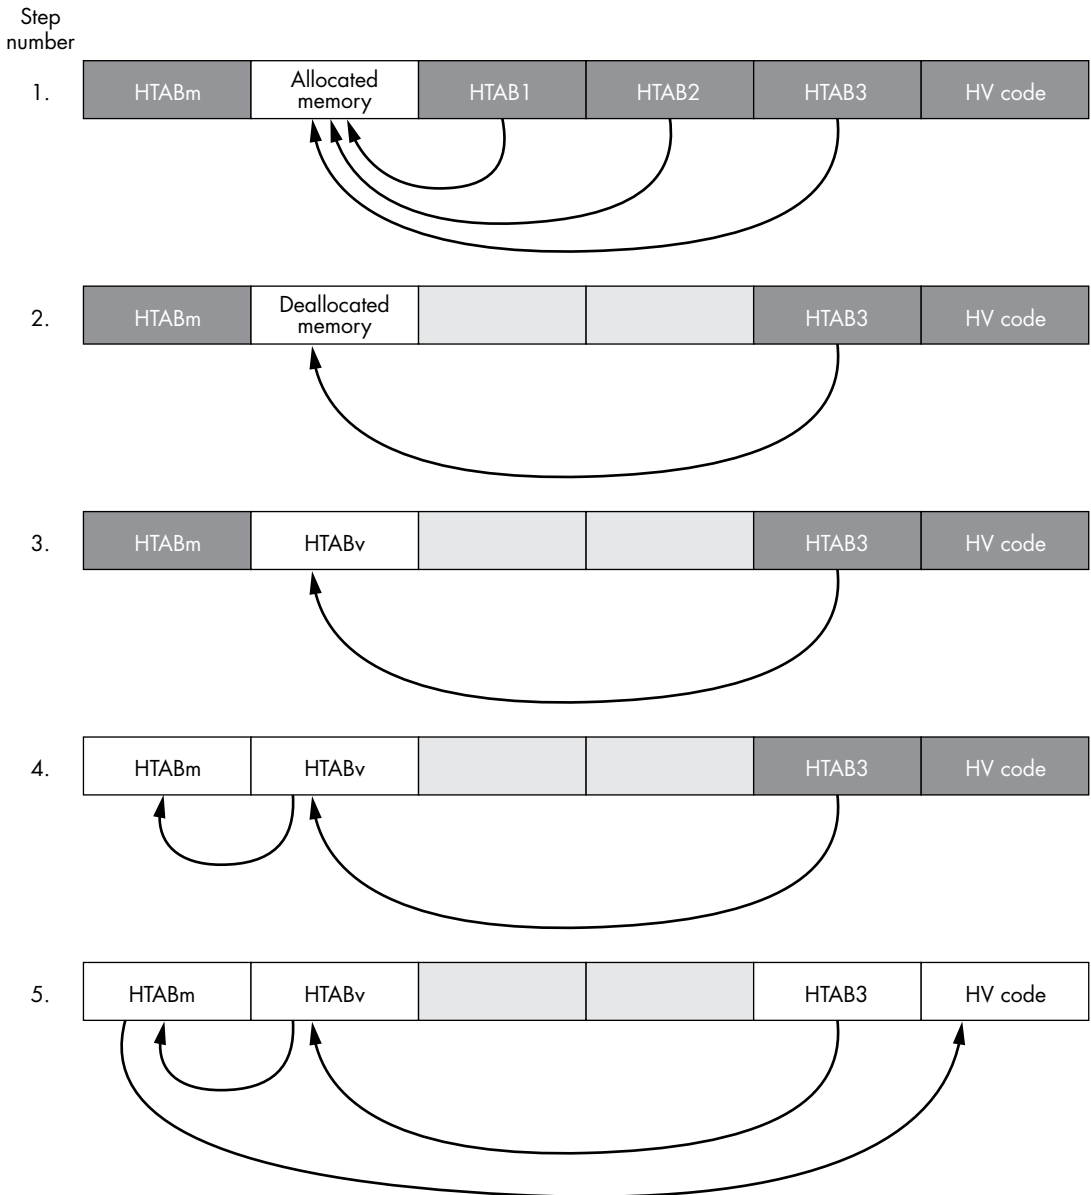 Step
number
1. HTABm Allocated memory HTAB1 HTAB2 HTAB3 HV code
2. HTABm Deallocated memory HTAB3 HV code
3. HTABm HTABv HTAB3 HV code
4. HTABm HTABv HTAB3 HV code
5. HTABm HTABv HTAB3 HV code